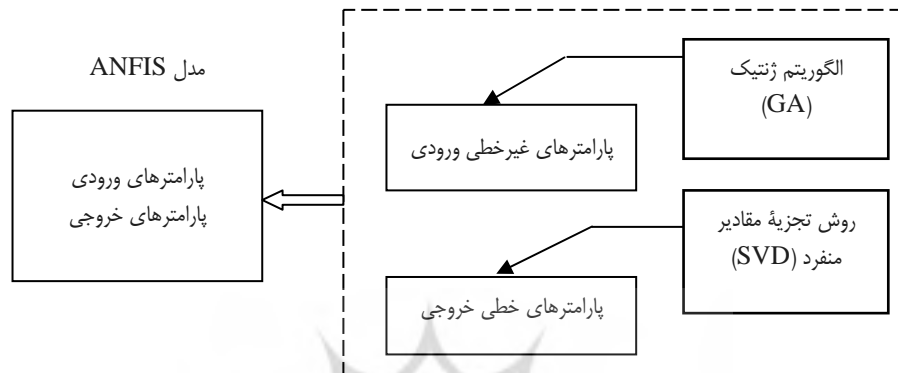 الگوریتم ژنتیک
(GA)
مدل ANFIS
پارامترهای غیرخطی ورودی
پارامترهای ورودی
پارامترهای خروجی
روش تجزیۀ مقادیر
منفرد (SVD)
پارامترهای خطی خروجی